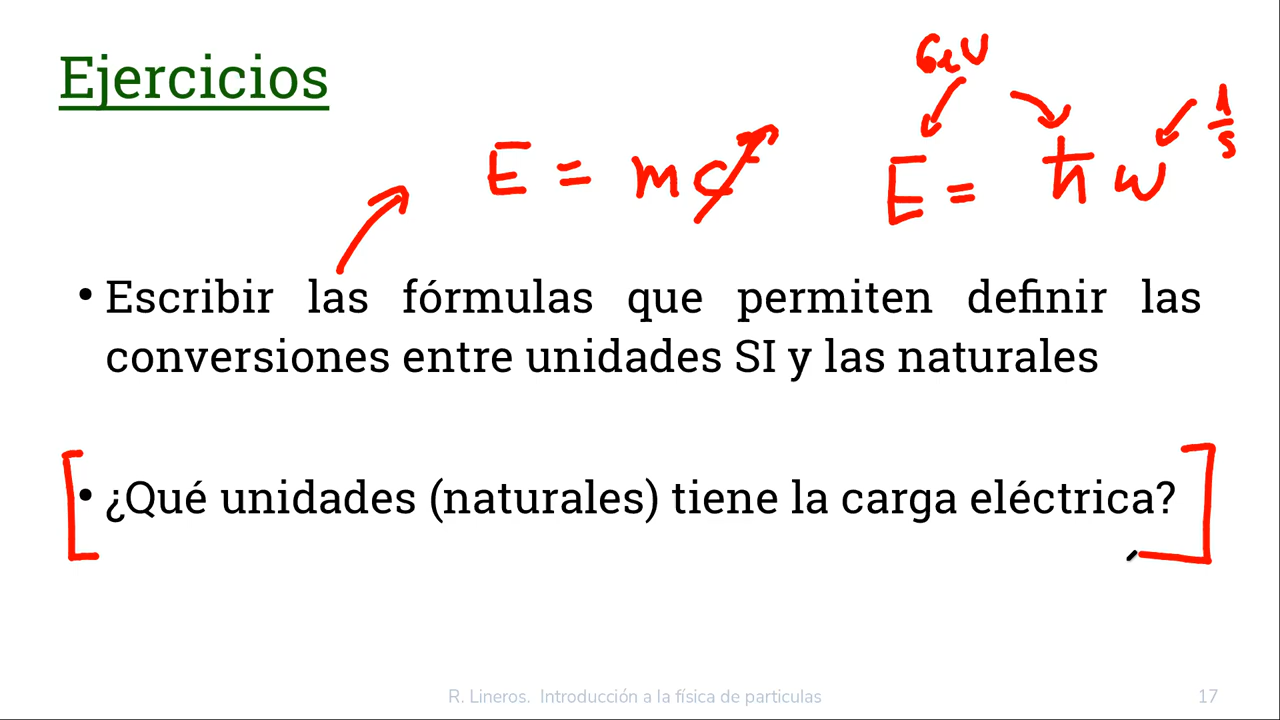 Ejercicios
GeV
1/s
E = mc²
E = ħω
• Escribir las fórmulas que permiten definir las
conversiones entre unidades SI y las naturales
• ¿Qué unidades (naturales) tiene la carga eléctrica?
R. Lineros. Introducción a la física de particulas
17